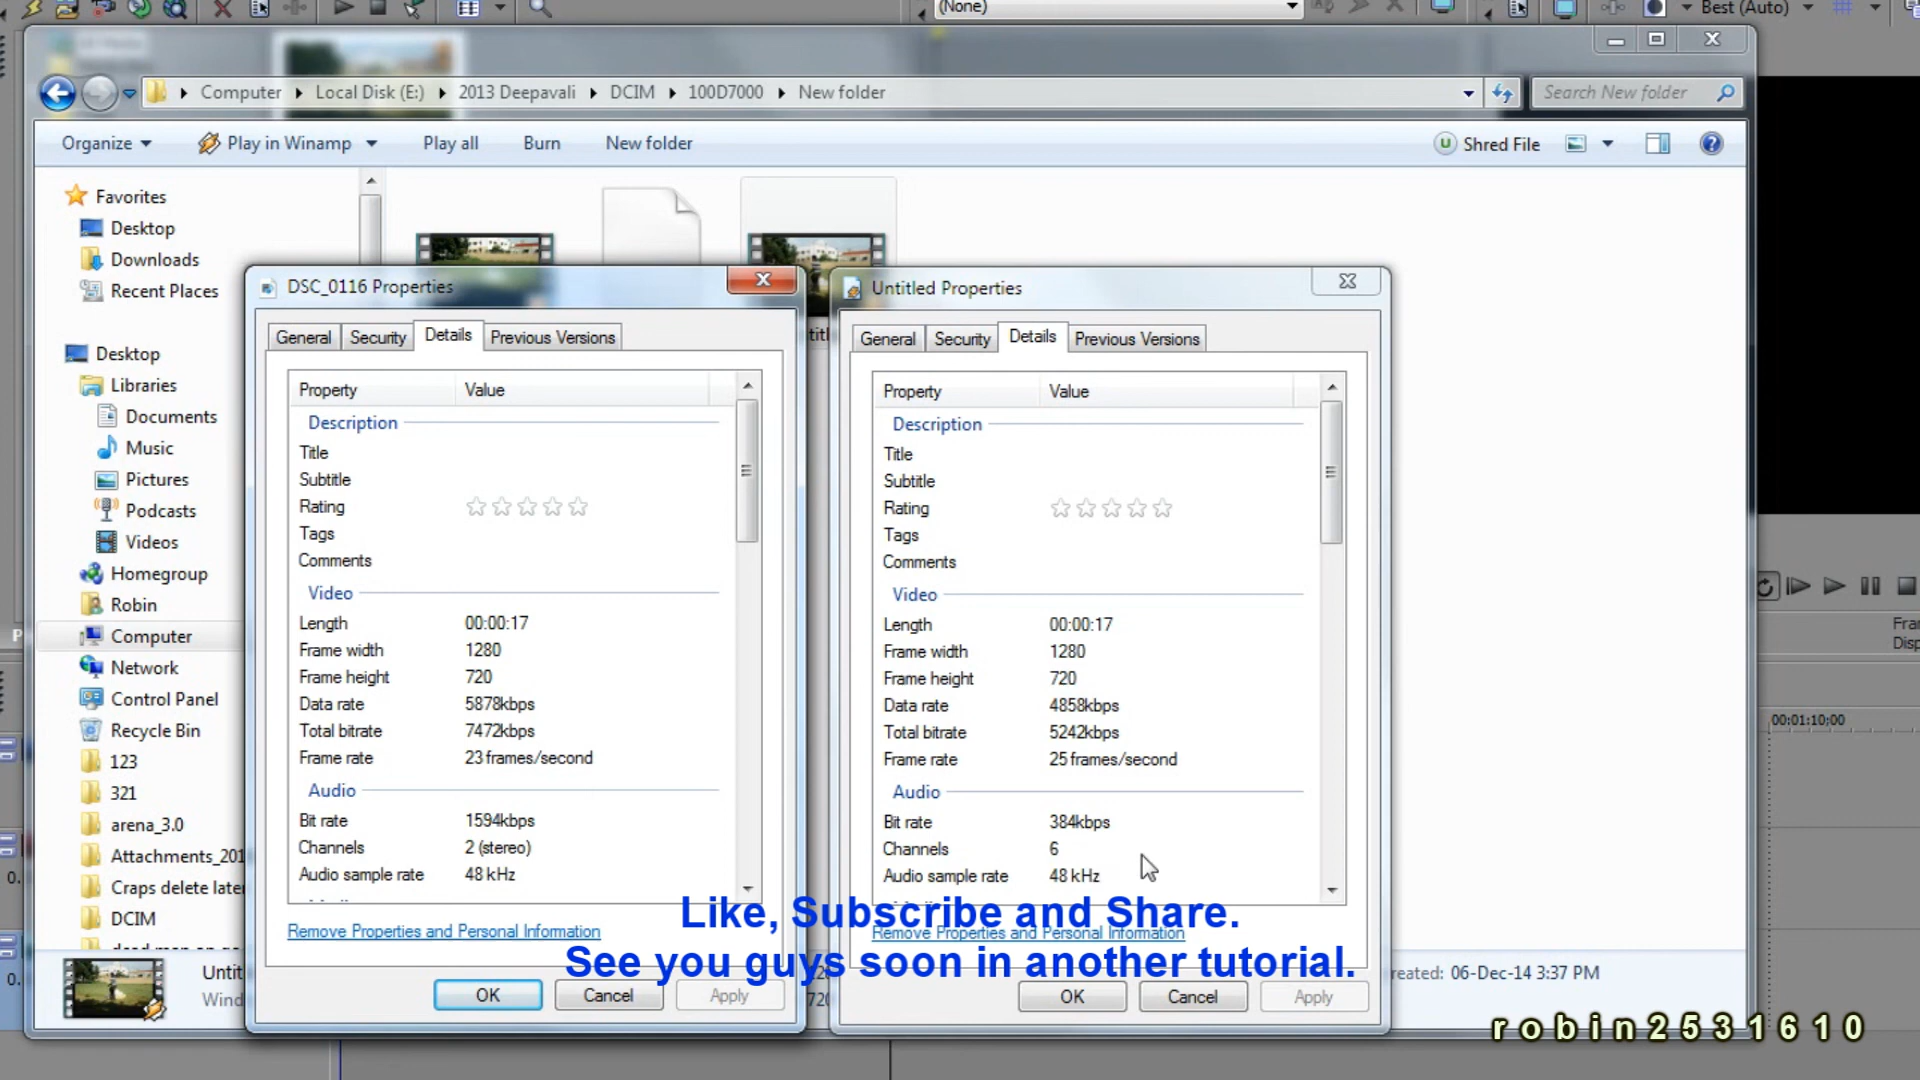 (None)
Best (Auto)
Computer
Local Disk (E:)
2013 Deepavali
DCIM
100D7000
New folder
Search New folder
Organize
Play in Winamp
Play all
Burn
New folder
Shred File
Favorites
Desktop
Downloads
Recent Places
Desktop
Libraries
Documents
Music
Pictures
Podcasts
Videos
Homegroup
Robin
Computer
Network
Control Panel
Recycle Bin
123
321
arena_3.0
Attachments_201
Craps delete later
DCIM
DSC_0116 Properties
General
Security
Details
Previous Versions
Property Value
Description
Title
Subtitle
Rating
Tags
Comments
Video
Length 00:00:17
Frame width 1280
Frame height 720
Data rate 5878kbps
Total bitrate 7472kbps
Frame rate 23 frames/second
Audio
Bit rate 1594kbps
Channels 2 (stereo)
Audio sample rate 48 kHz
Remove Properties and Personal Information
OK
Cancel
Apply
Untitled Properties
General
Security
Details
Previous Versions
Property Value
Description
Title
Subtitle
Rating
Tags
Comments
Video
Length 00:00:17
Frame width 1280
Frame height 720
Data rate 4858kbps
Total bitrate 5242kbps
Frame rate 25 frames/second
Audio
Bit rate 384kbps
Channels 6
Audio sample rate 48 kHz
Remove Properties and Personal Information
OK
Cancel
Apply
Like, Subscribe and Share.
See you guys soon in another tutorial.
Untit
Wind
reated: 06-Dec-14 3:37 PM
00:01:10;00
Fra
Disp
robin2531610